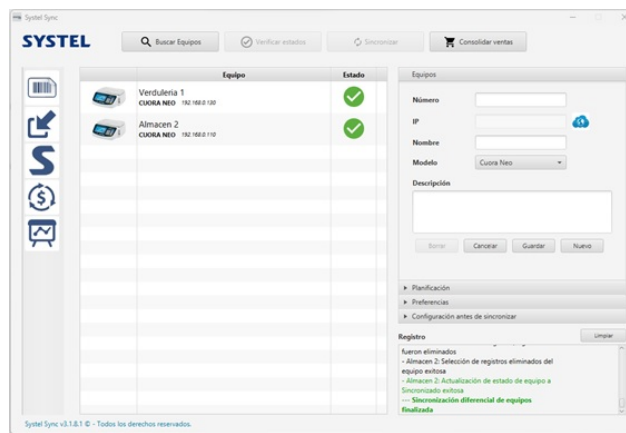 Systel Sync
SYSTEL
Buscar Equipos
Verificar estados
Sincronizar
Consolidar ventas
Equipo
Estado
Verduleria 1
CUORA NEO 192.168.0.130
Almacen 2
CUORA NEO 192.168.0.110
Equipos
Número
IP
Nombre
Modelo
Cuora Neo
Descripción
Borrar
Cancelar
Guardar
Nuevo
Planificación
Preferencias
Configuración antes de sincronizar
Registro
Limpiar
fueron eliminados
- Almacen 2: Selección de registros eliminados del
equipo exitosa
- Almacen 2: Actualización de estado de equipo a
Sincronizado exitosa
--- Sincronización diferencial de equipos
finalizada
Systel Sync v3.1.8.1 © - Todos los derechos reservados.